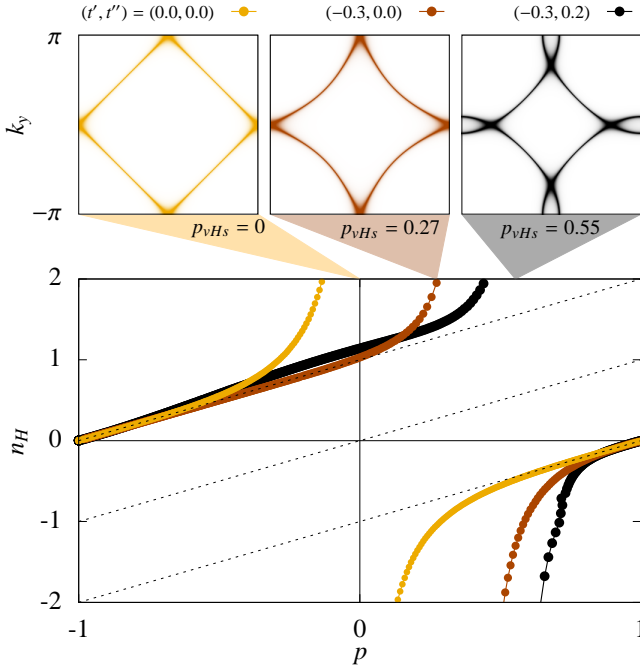 (t′, t″) = (0.0, 0.0) (−0.3, 0.0) (−0.3, 0.2)
π
k_y
−π
p_vHs = 0 p_vHs = 0.27 p_vHs = 0.55
2
1
n_H
0
-1
-2
-1 0 1
p